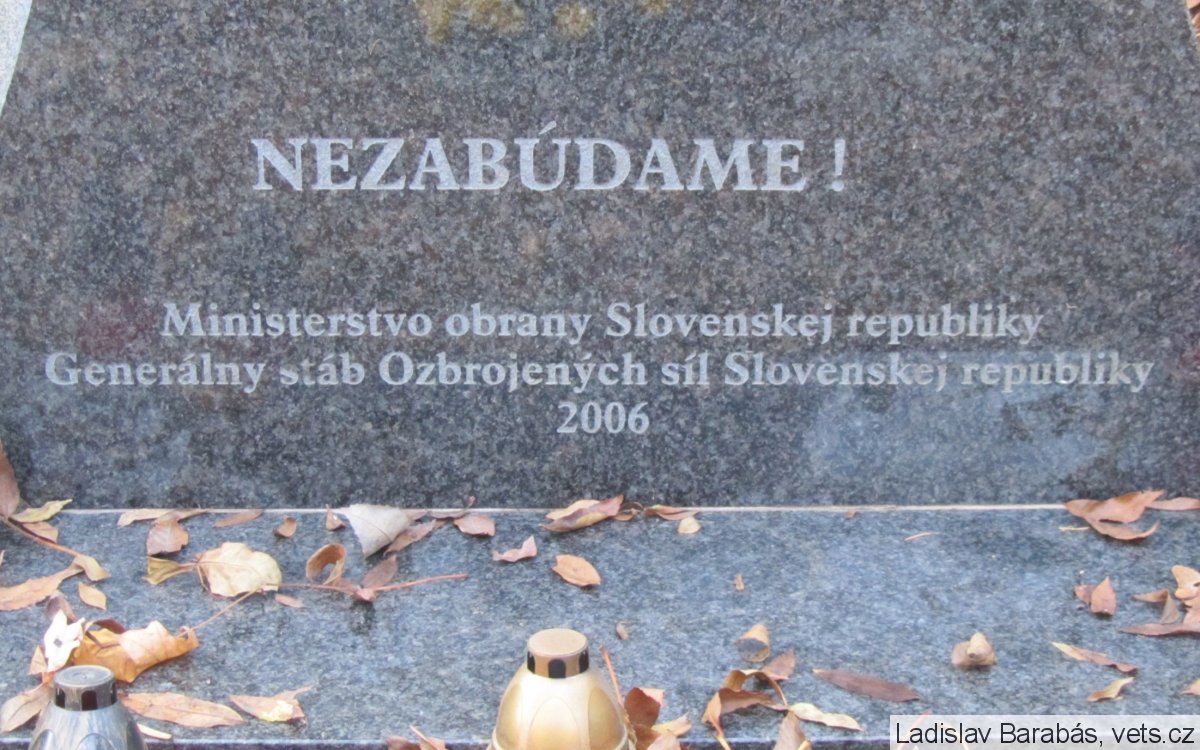 NEZABÚDAME !
Ministerstvo obrany Slovenskej republiky
Generálny stáb Ozbrojených síl Slovenskej republiky
2006
Ladislav Barabás, vets.cz